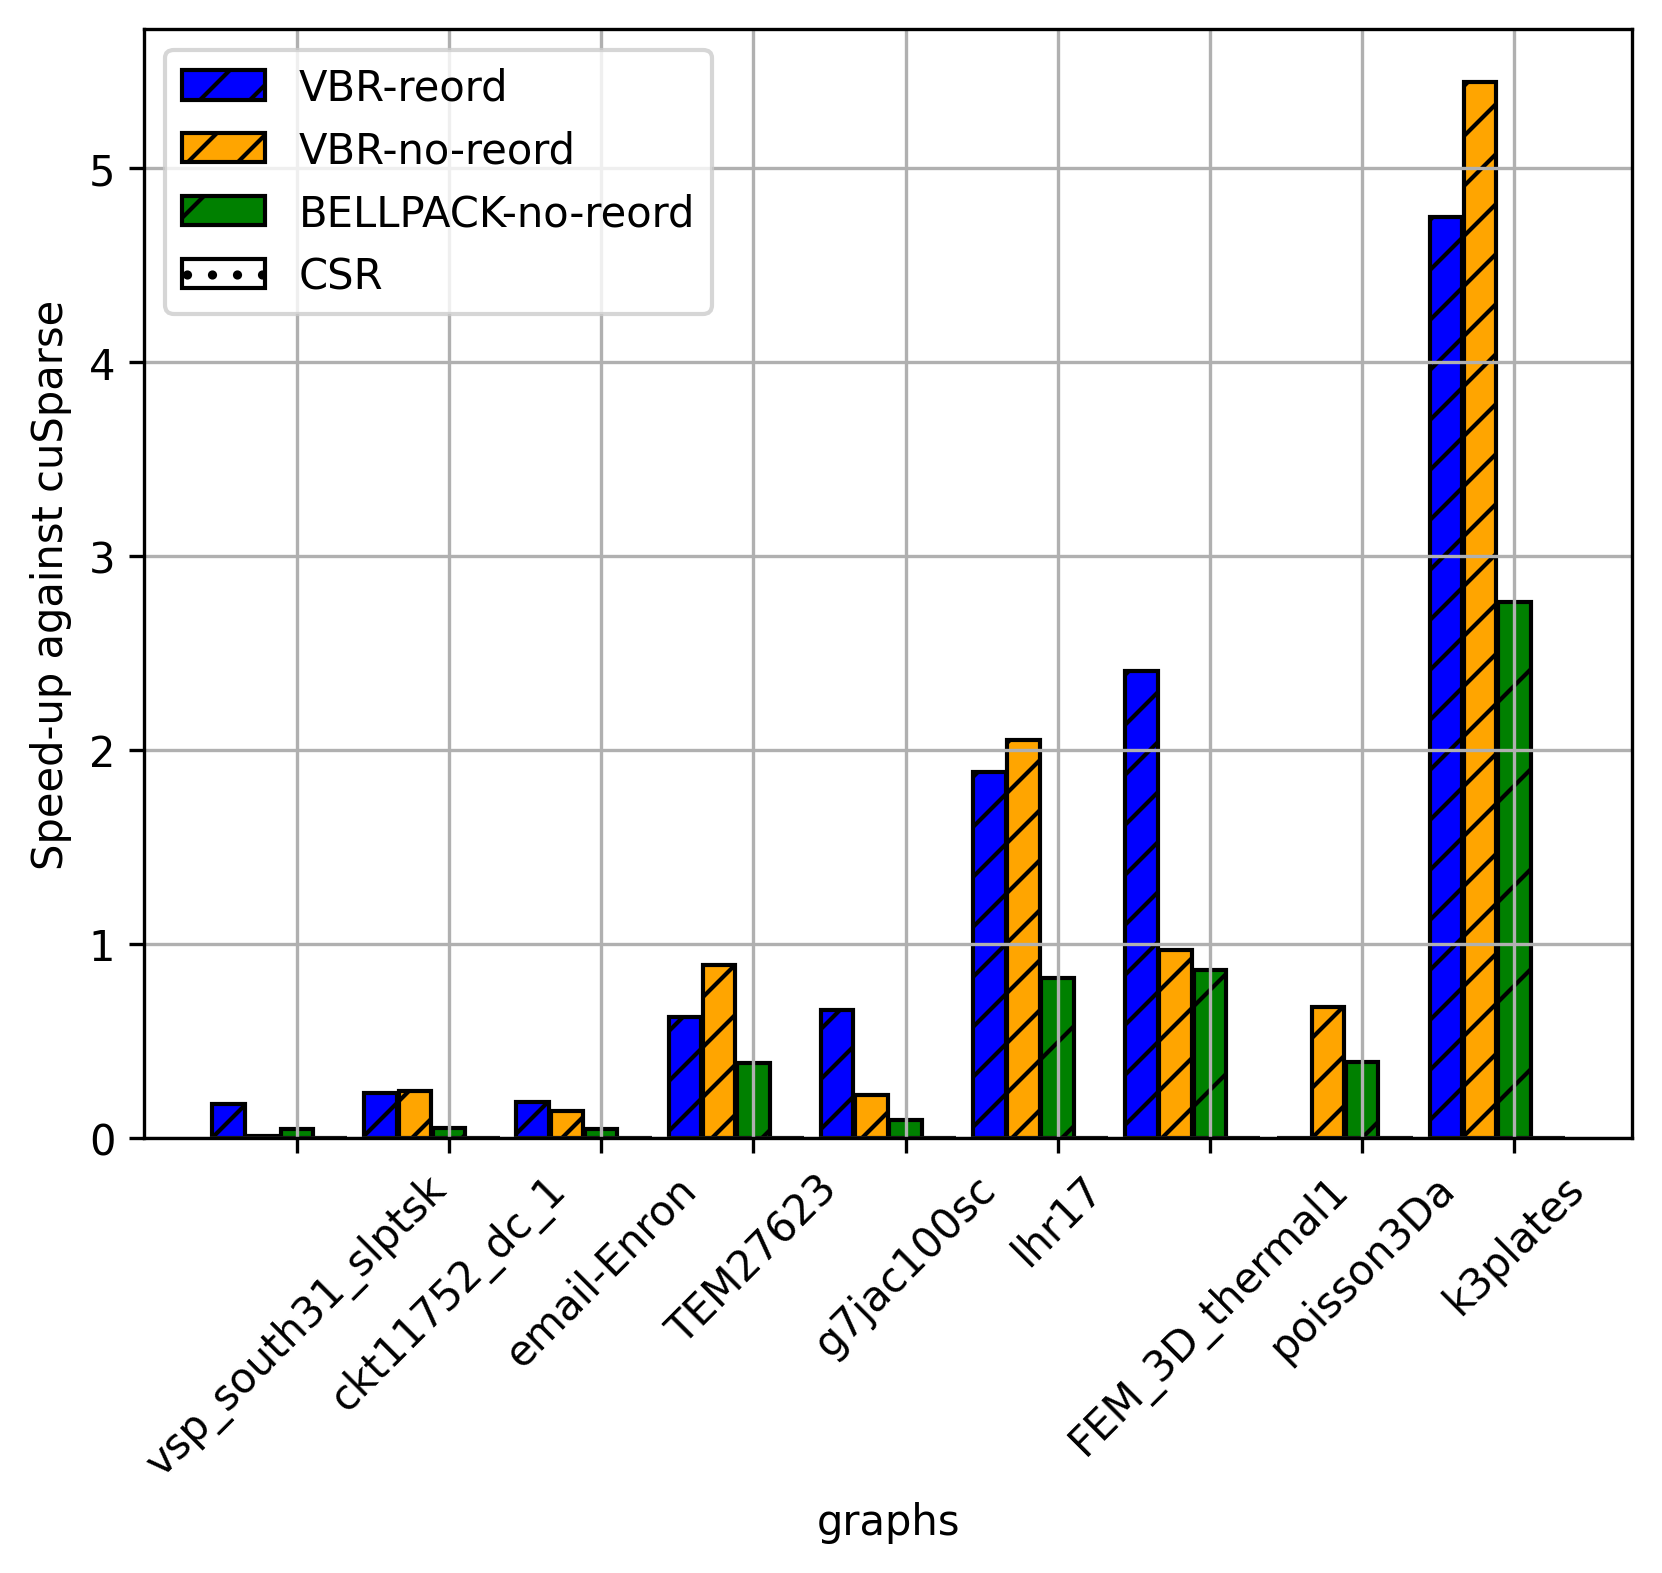 VBR-reord
VBR-no-reord
BELLPACK-no-reord
CSR
Speed-up against cuSparse
5
4
3
2
1
0
vsp_south31_slptsk
ckt11752_dc_1
email-Enron
TEM27623
g7jac100sc
lhr17
FEM_3D_thermal1
poisson3Da
k3plates
graphs